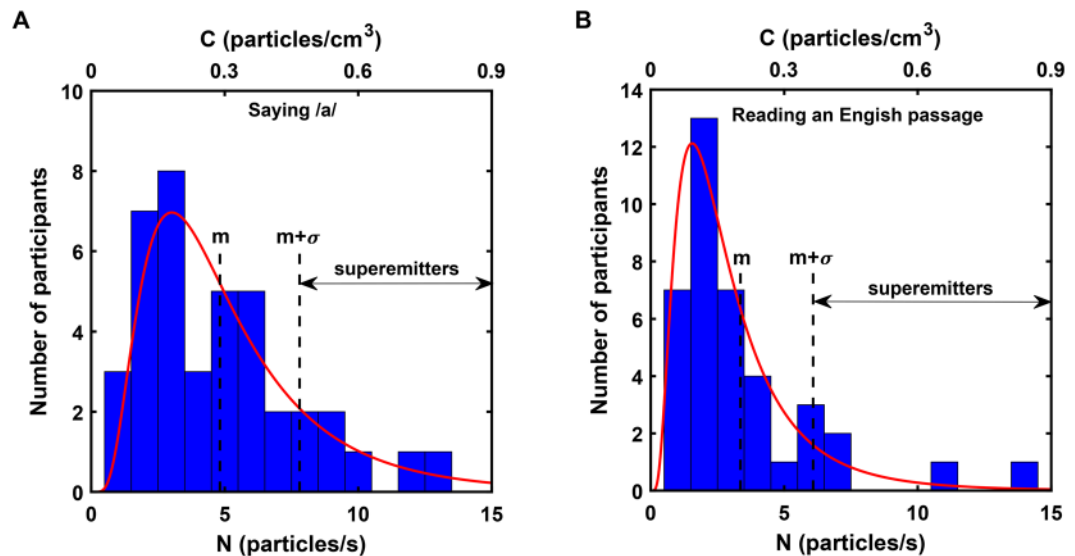 A
C (particles/cm³)
0 0.3 0.6 0.9
10
8
6
4
2
0
Number of participants
Saying /a/
m m+σ
superemitters
0 5 10 15
N (particles/s)
B
C (particles/cm³)
0 0.3 0.6 0.9
14
12
10
8
6
4
2
0
Number of participants
Reading an Engish passage
m m+σ
superemitters
0 5 10 15
N (particles/s)